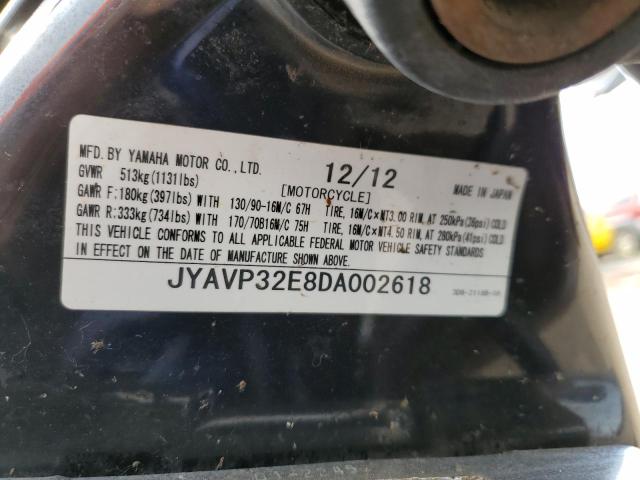 MFD. BY YAMAHA MOTOR CO.,LTD. 12/12
GVWR 513kg(1131lbs) [MOTORCYCLE] MADE IN JAPAN
GAWR F:180kg(397lbs) WITH 130/90-16M/C 67H TIRE, 16M/C×MT3.00 RIM, AT 250kPa(36psi) COLD
GAWR R:333kg(734lbs) WITH 170/70B16M/C 75H TIRE, 16M/C×MT4.50 RIM, AT 280kPa(41psi) COLD
THIS VEHICLE CONFORMS TO ALL APPLICABLE FEDERAL MOTOR VEHICLE SAFETY STANDARDS
IN EFFECT ON THE DATE OF MANUFACTURE SHOWN ABOVE.
JYAVP32E8DA002618